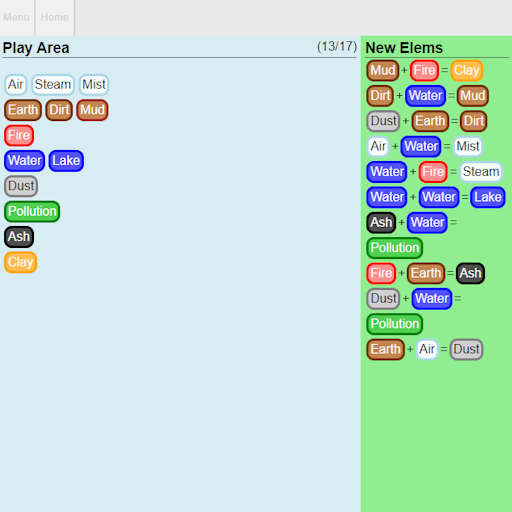 Menu Home
Play Area (13/17)
Air Steam Mist
Earth Dirt Mud
Fire
Water Lake
Dust
Pollution
Ash
Clay
New Elems
Mud + Fire = Clay
Dirt + Water = Mud
Dust + Earth = Dirt
Air + Water = Mist
Water + Fire = Steam
Water + Water = Lake
Ash + Water =
Pollution
Fire + Earth = Ash
Dust + Water =
Pollution
Earth + Air = Dust